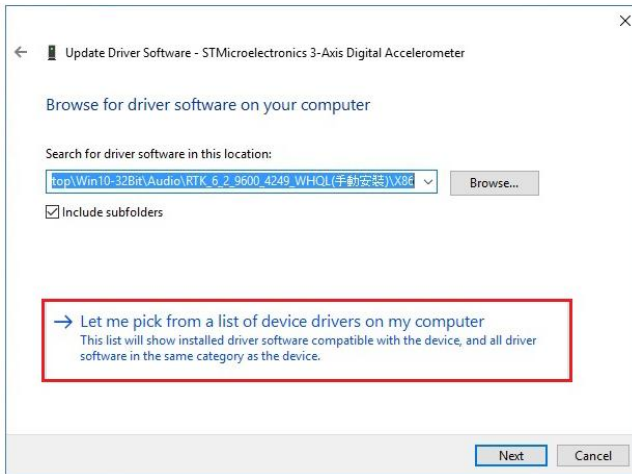 Update Driver Software - STMicroelectronics 3-Axis Digital Accelerometer
Browse for driver software on your computer
Search for driver software in this location:
top\Win10-32Bit\Audio\RTK_6_2_9600_4249_WHQL(手動安裝)\X86
Browse...
Include subfolders
Let me pick from a list of device drivers on my computer
This list will show installed driver software compatible with the device, and all driver
software in the same category as the device.
Next
Cancel